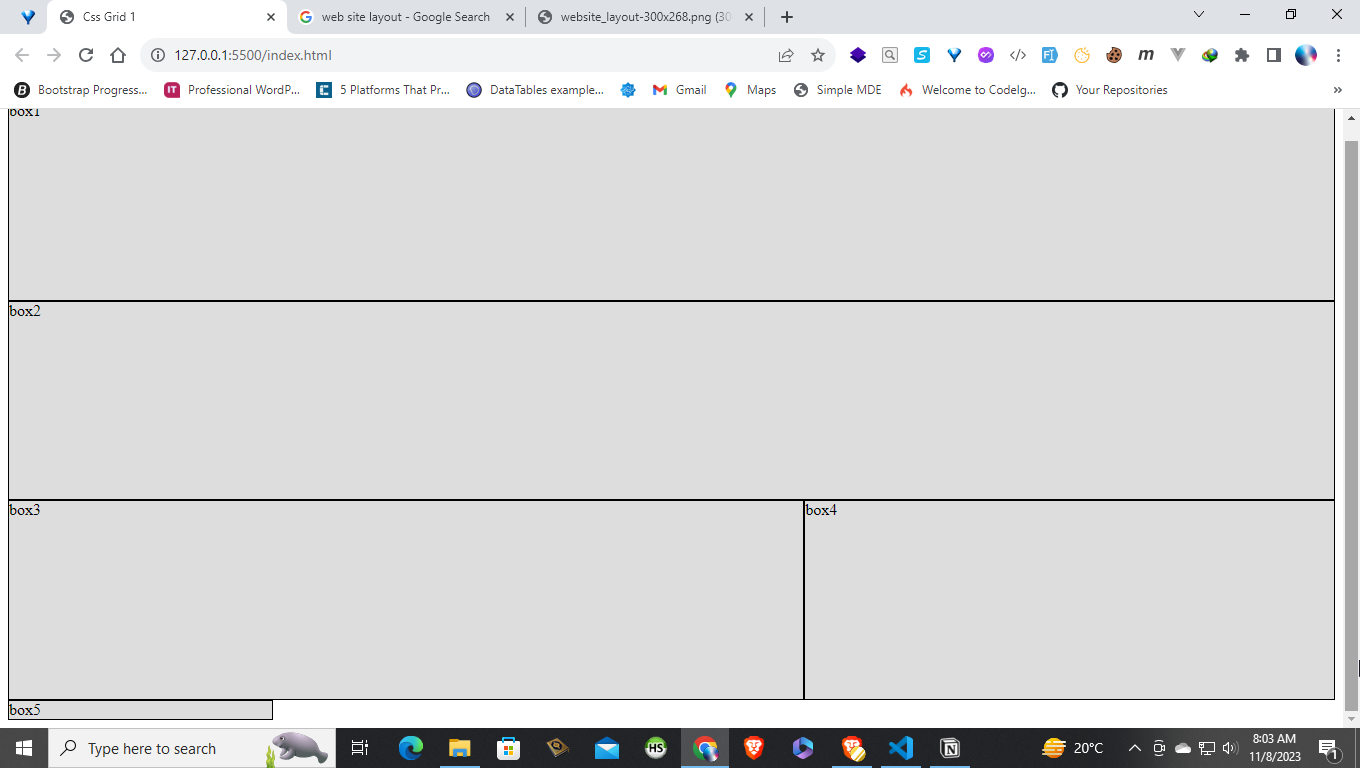 Css Grid 1
web site layout - Google Search
website_layout-300x268.png (30
127.0.0.1:5500/index.html
Bootstrap Progress...
Professional WordP...
5 Platforms That Pr...
DataTables example...
Gmail
Maps
Simple MDE
Welcome to CodeIg...
Your Repositories
box1
box2
box3
box4
box5
Type here to search
HS
20°C
8:03 AM
11/8/2023
1